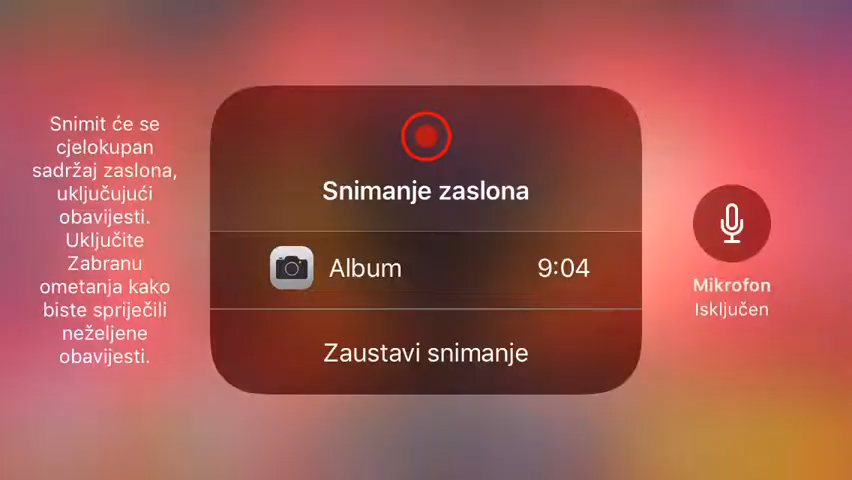 Snimit će se
cjelokupan
sadržaj zaslona,
uključujući
obavijesti.
Uključite
Zabranu
ometanja kako
biste spriječili
neželjene
obavijesti.
Snimanje zaslona
Album 9:04
Zaustavi snimanje
Mikrofon
Isključen